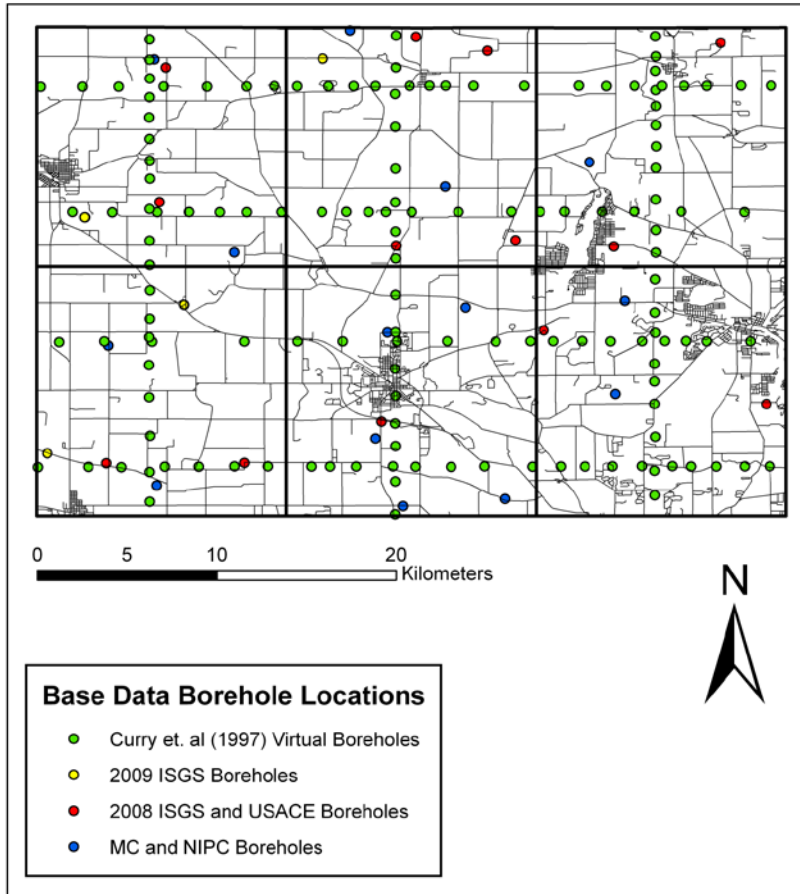 0 5 10 20
Kilometers
N
Base Data Borehole Locations
Curry et. al (1997) Virtual Boreholes
2009 ISGS Boreholes
2008 ISGS and USACE Boreholes
MC and NIPC Boreholes